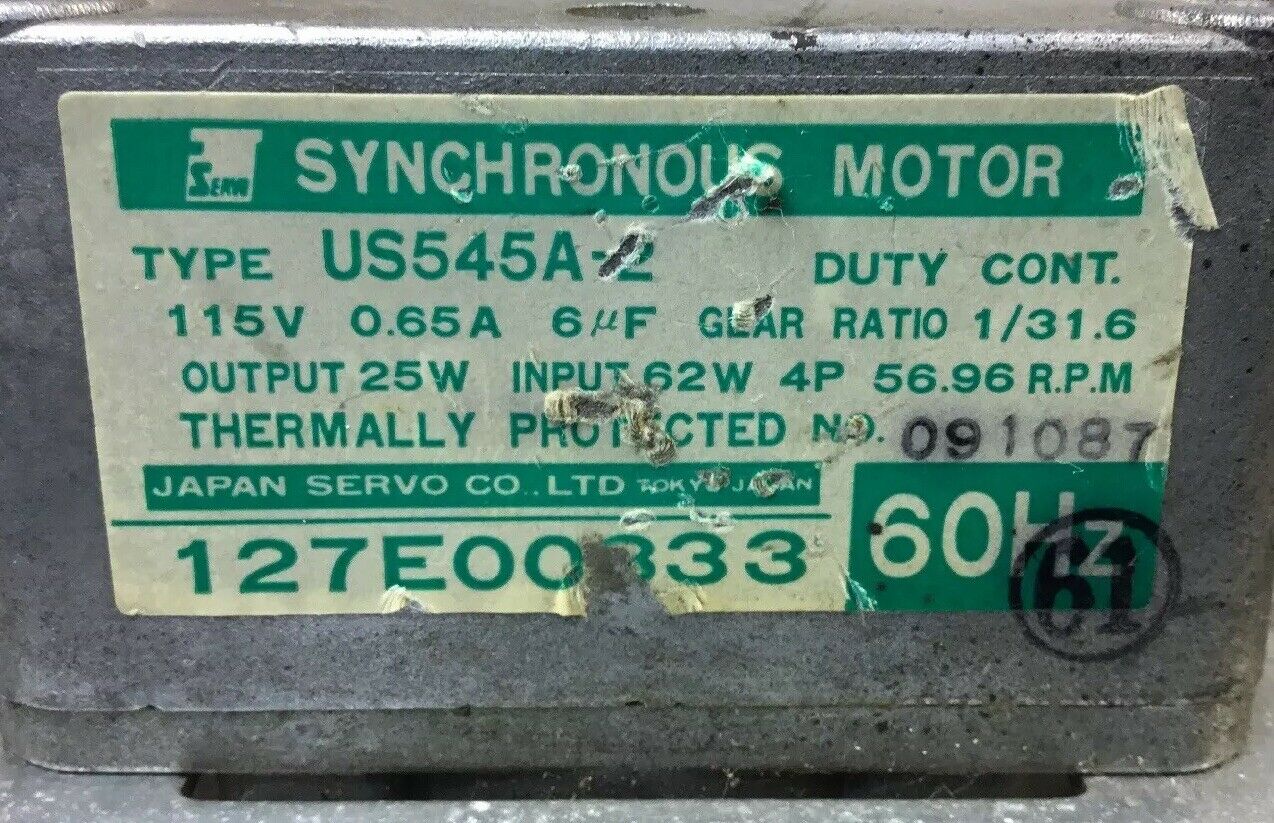 J SERVO SYNCHRONOUS MOTOR
TYPE US545A-2 DUTY CONT.
115V 0.65A 6μF GEAR RATIO 1/31.6
OUTPUT 25W INPUT 62W 4P 56.96 R.P.M
THERMALLY PROTECTED NO. 091087
JAPAN SERVO CO.,LTD TOKYO JAPAN
127E00333 60Hz